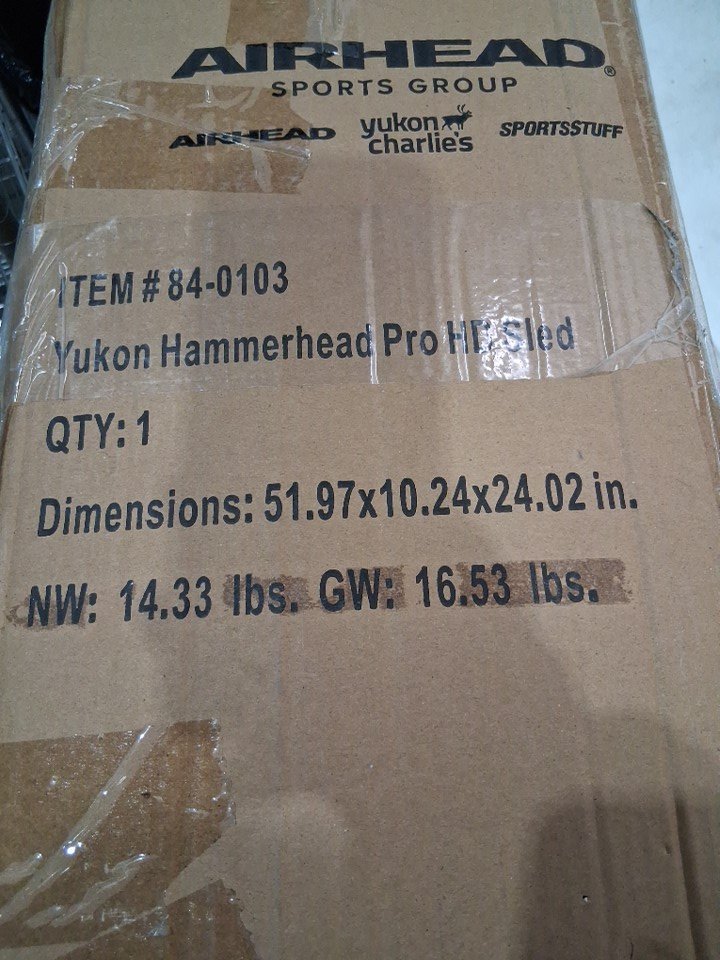 AIRHEAD®
SPORTS GROUP
AIRHEAD yukon charlie's SPORTSSTUFF
ITEM # 84-0103
Yukon Hammerhead Pro HD Sled
QTY: 1
Dimensions: 51.97x10.24x24.02 in.
NW: 14.33 lbs. GW: 16.53 lbs.